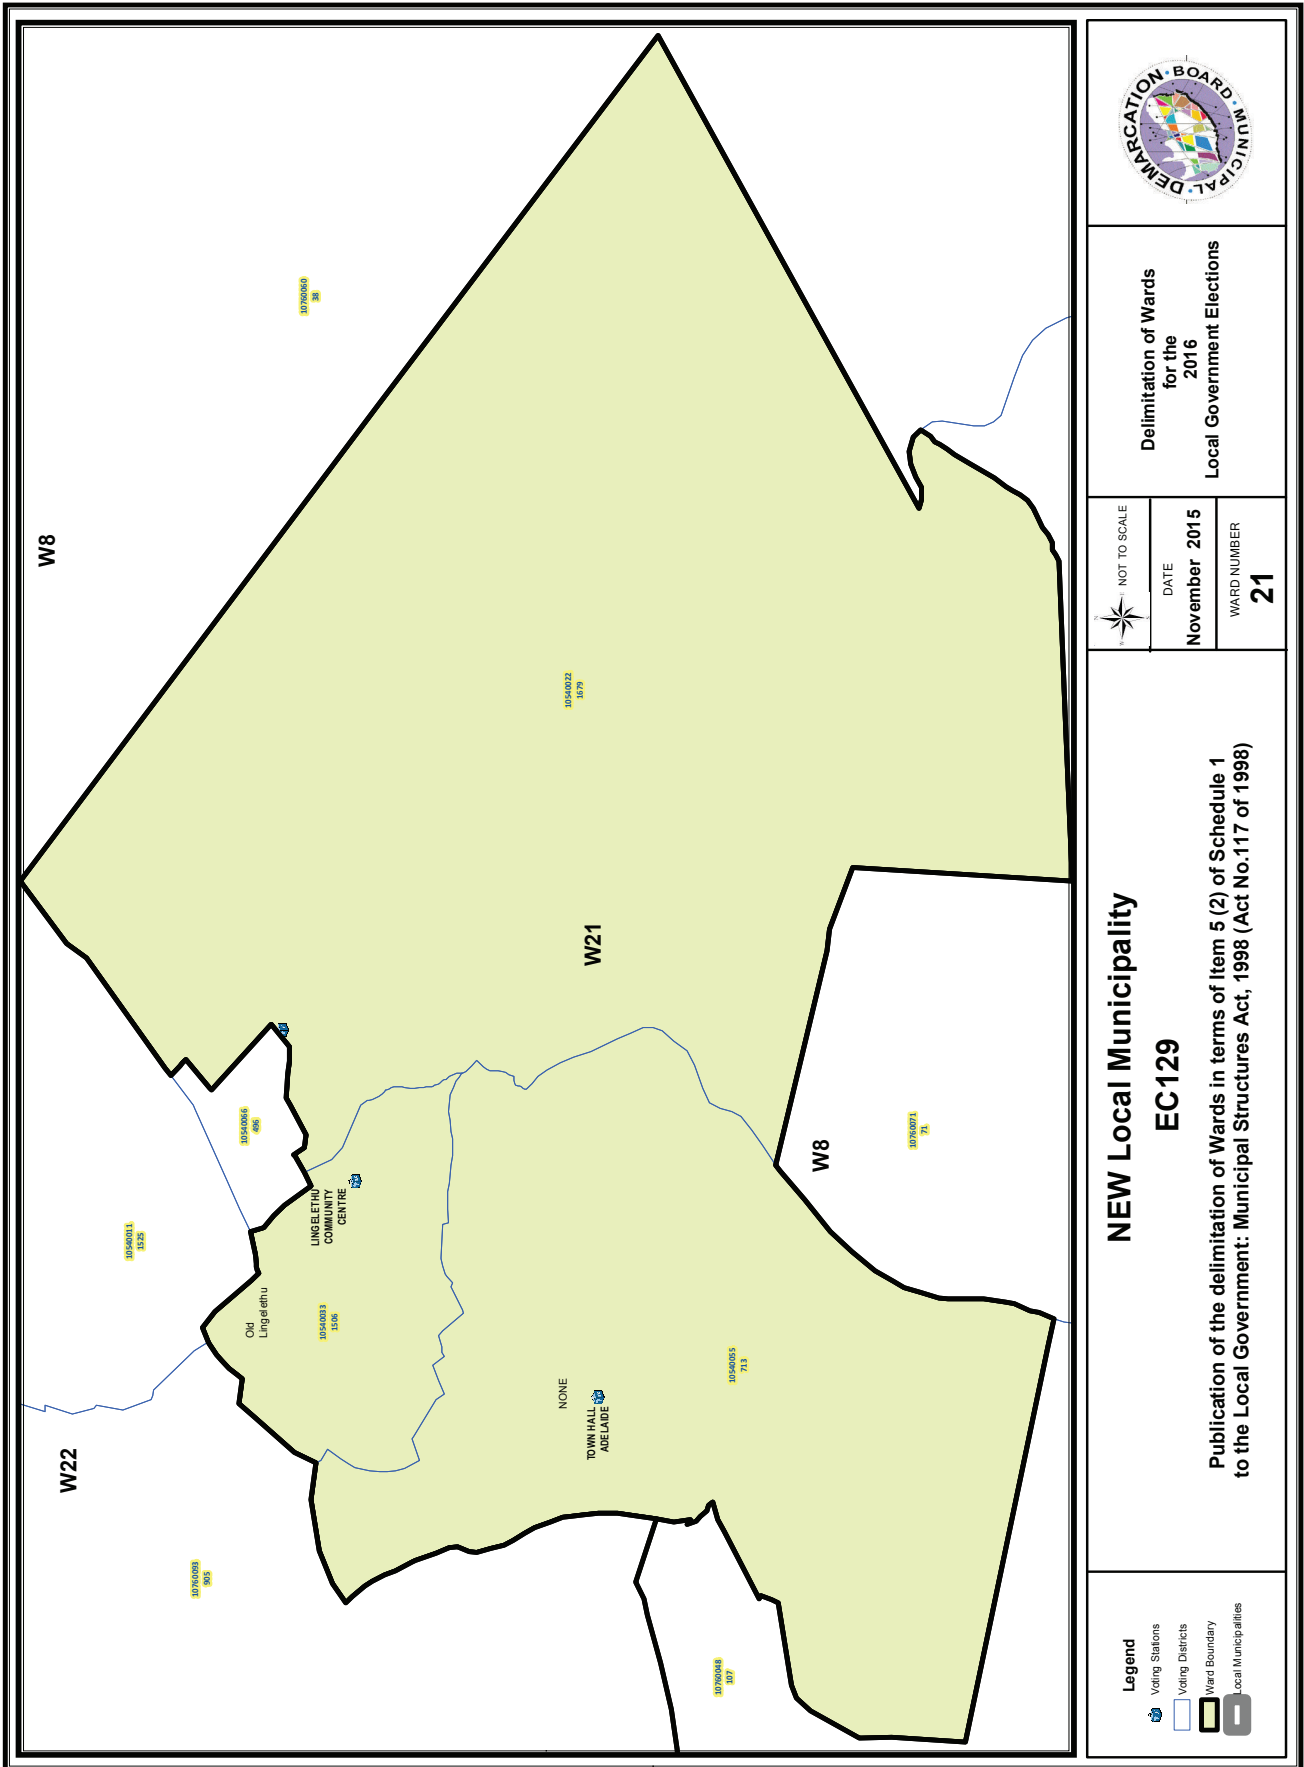 W8
10760060
38
10540022
1679
W21
10540066
496
10540011
1525
LINGELETHU
COMMUNITY
CENTRE
Old
Lingelethu
10540033
1506
W8
10760071
71
W22
NONE
TOWN HALL
ADELAIDE
10540055
713
10760093
905
10760048
107
Legend
Voting Stations
Voting Districts
Ward Boundary
Local Municipalities
NEW Local Municipality
EC129
Publication of the delimitation of Wards in terms of Item 5 (2) of Schedule 1
to the Local Government: Municipal Structures Act, 1998 (Act No.117 of 1998)
N
NOT TO SCALE
DATE
November 2015
WARD NUMBER
21
Delimitation of Wards
for the
2016
Local Government Elections
MUNICIPAL DEMARCATION BOARD